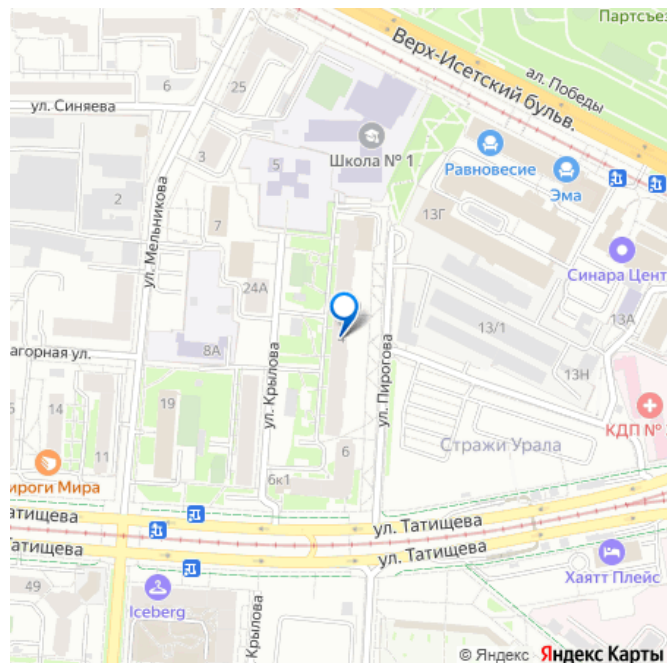 Партсъез
Верх-Исетский бульв.
ал. Победы
6
25
ул. Синяева
Школа № 1
Равновесие
3
5
Эма
2
7
13Г
ул. Мельникова
Синара Цент
24А
13А
13/1
агорная ул.
8А
13Н
ул. Крылова
ул. Пирогова
14
19
КДП №
11
6
Стражи Урала
ироги Мира
6к1
атищева
ул. Татищева
атищева
ул. Татищева
Хаятт Плейс
49
Iceberg
Крылова
© Яндекс Яндекс Карты